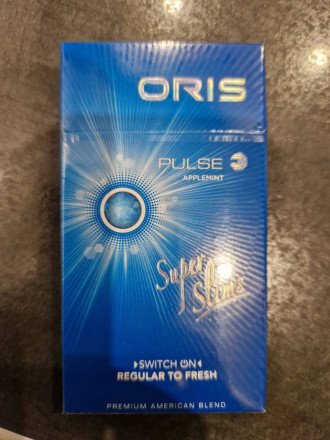 ORIS
PULSE
APPLEMINT
Super
Slims
SWITCH ON
REGULAR TO FRESH
PREMIUM AMERICAN BLEND